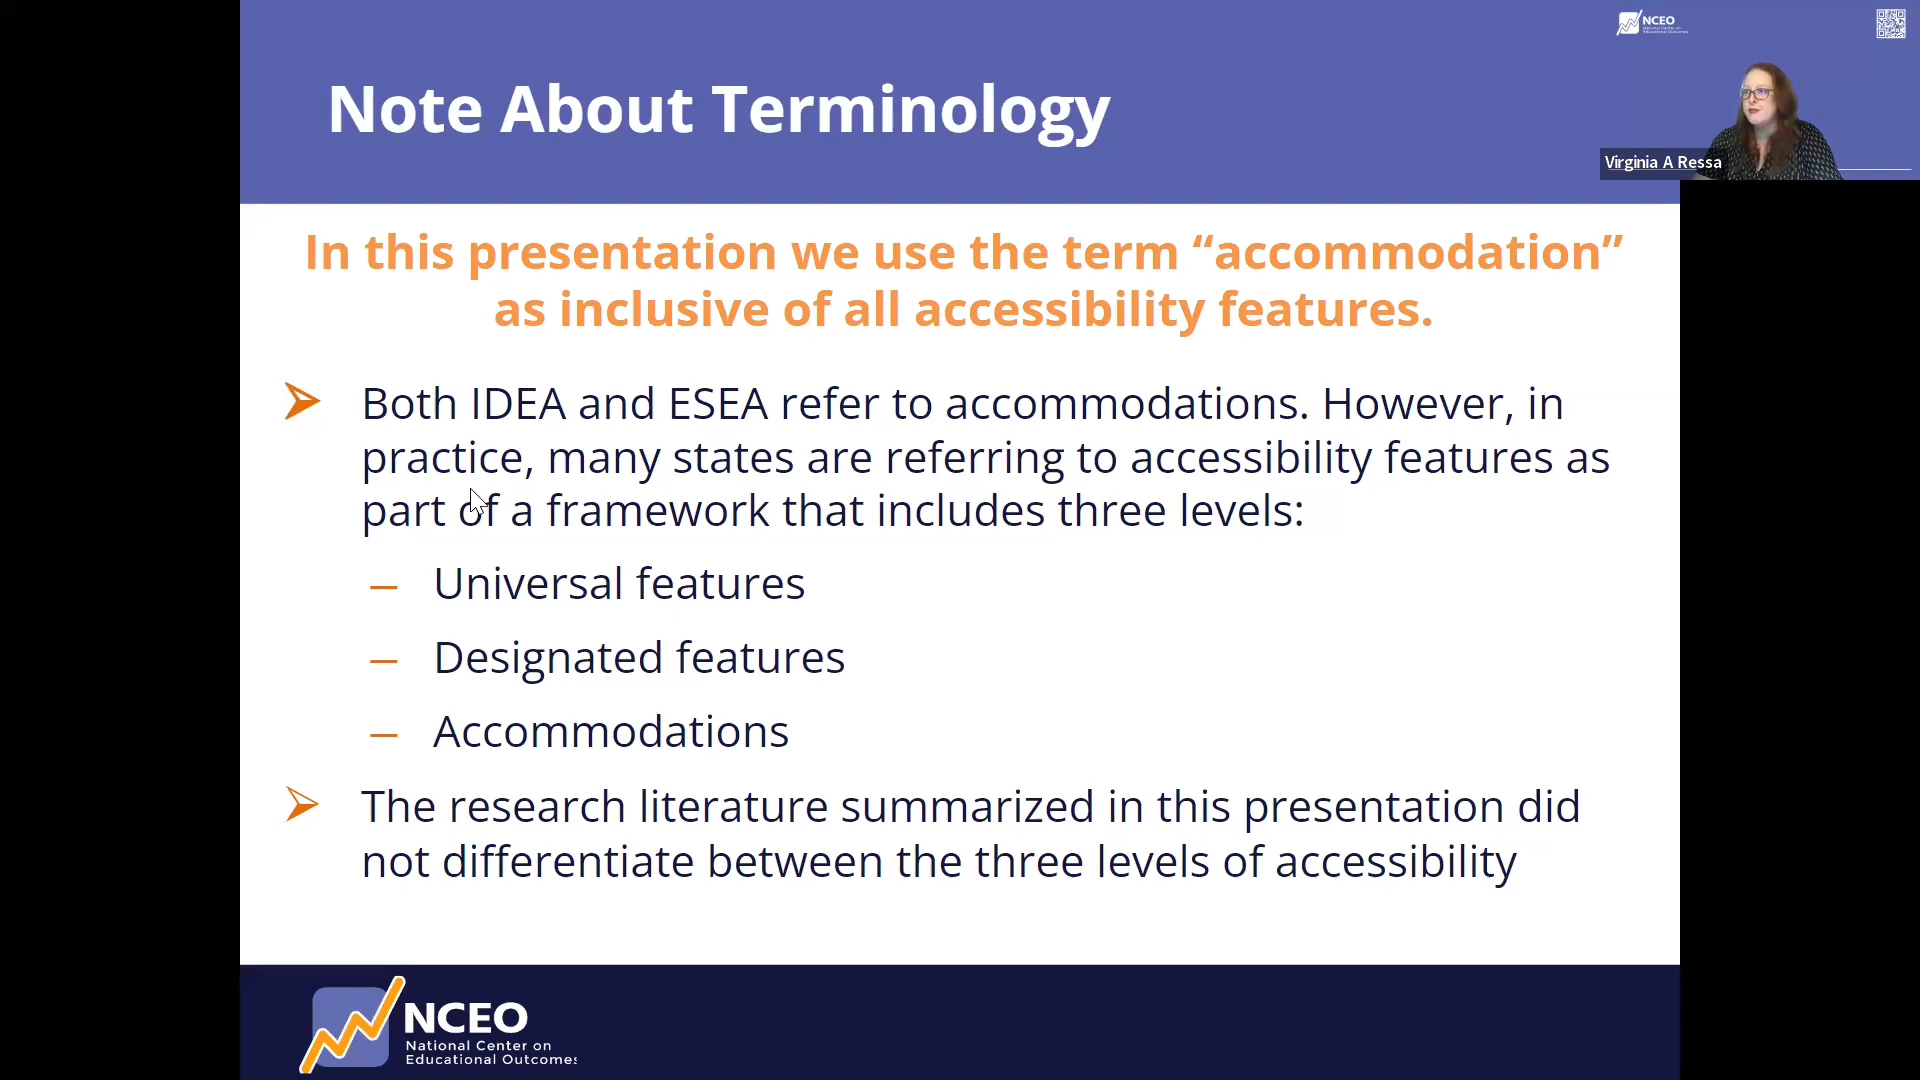 NCEO
Note About Terminology
Virginia A Ressa
In this presentation we use the term “accommodation”
as inclusive of all accessibility features.
Both IDEA and ESEA refer to accommodations. However, in
practice, many states are referring to accessibility features as
part of a framework that includes three levels:
– Universal features
– Designated features
– Accommodations
The research literature summarized in this presentation did
not differentiate between the three levels of accessibility
NCEO
National Center on
Educational Outcomes